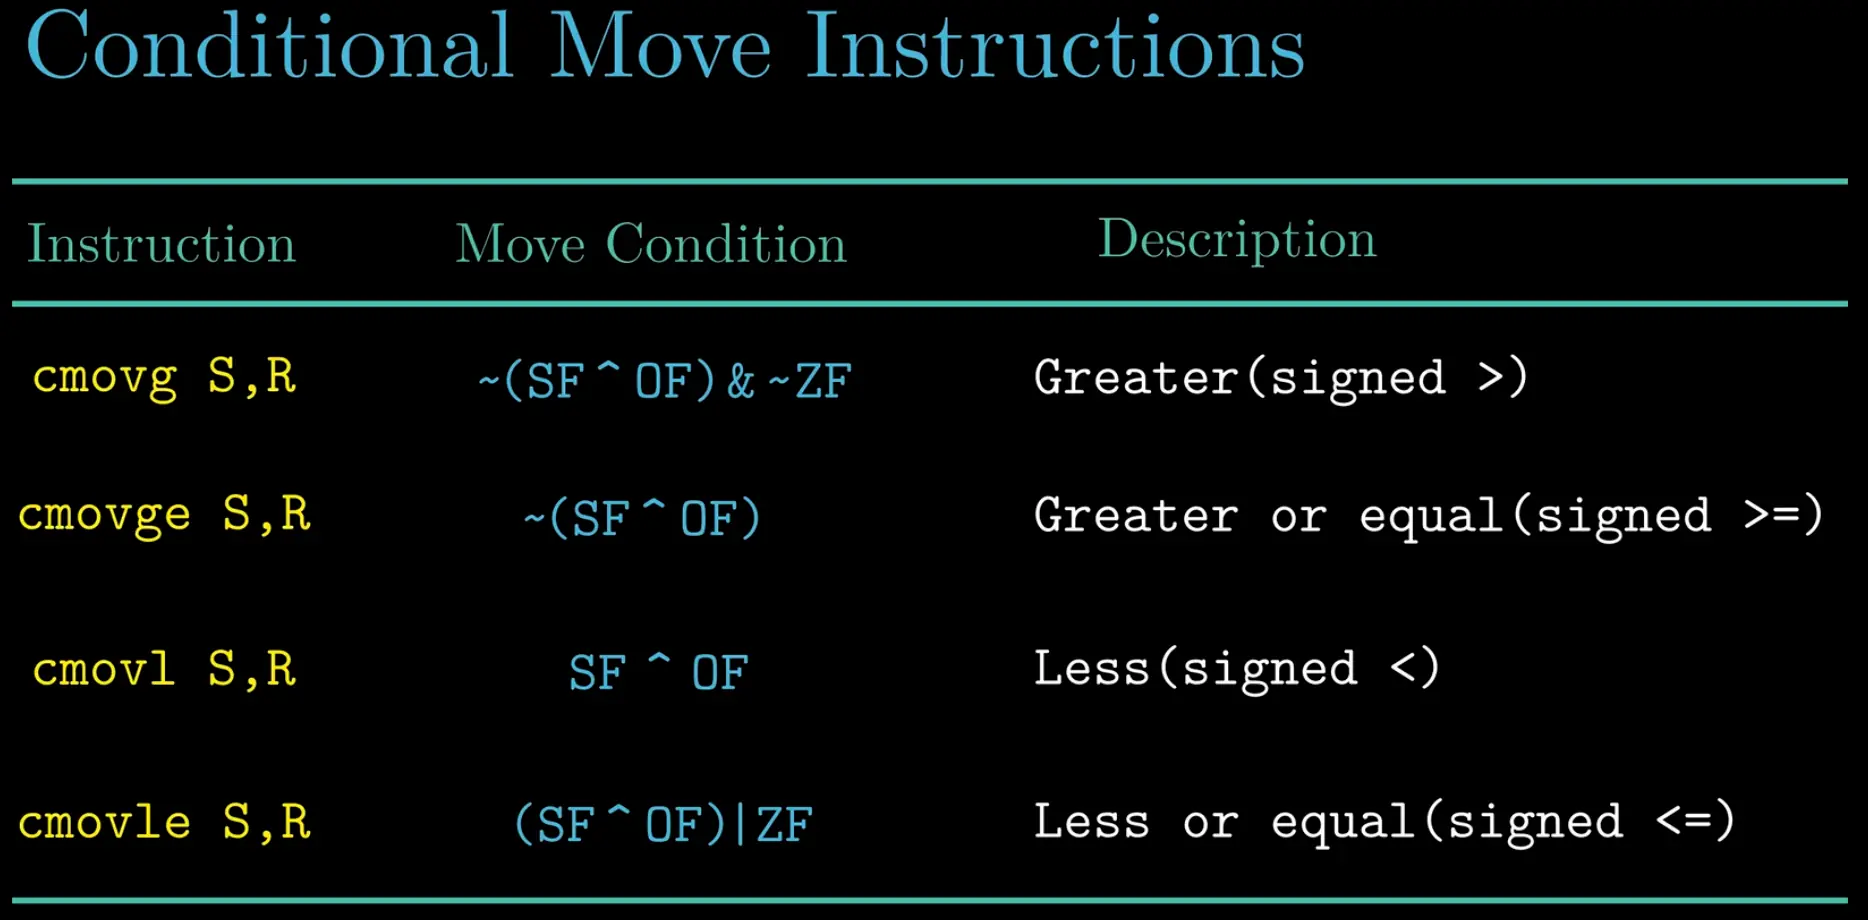 Conditional Move Instructions
Instruction Move Condition Description
cmovg S,R ~(SF^OF)&~ZF Greater(signed >)
cmovge S,R ~(SF^OF) Greater or equal(signed >=)
cmovl S,R SF ^ OF Less(signed <)
cmovle S,R (SF^OF)|ZF Less or equal(signed <=)